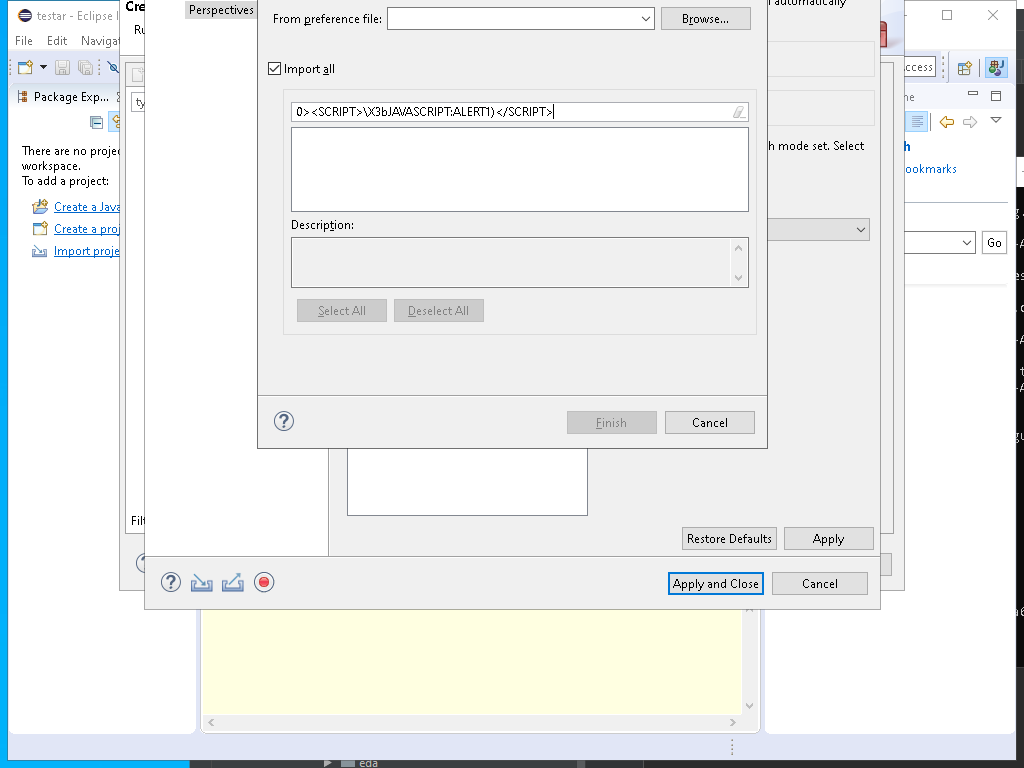 testar - Eclipse I
File Edit Navigat
Package Exp...
There are no projec
workspace.
To add a project:
Create a Java
Create a proj
Import proje
Cre
Ru
ty
Filt
Perspectives
From preference file:
Browse...
Import all
0><SCRIPT>\X3bJAVASCRIPT:ALERT1)</SCRIPT>
Description:
Select All
Deselect All
Finish
Cancel
automatically
h mode set. Select
Restore Defaults
Apply
Apply and Close
Cancel
ccess
ne
h
ookmarks
Go
eda